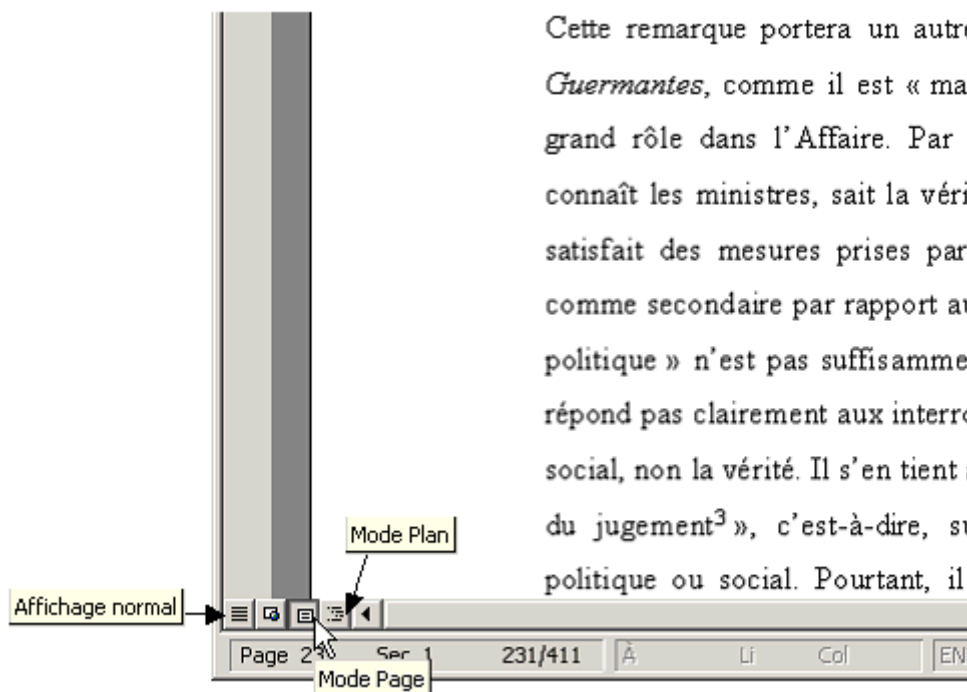 Cette remarque portera un autre
Guermantes, comme il est « ma
grand rôle dans l'Affaire. Par
connaît les ministres, sait la véri
satisfait des mesures prises par
comme secondaire par rapport au
politique » n'est pas suffisamme
répond pas clairement aux interro
social, non la vérité. Il s'en tient
du jugement³ », c'est-à-dire, su
politique ou social. Pourtant, il
Mode Plan
Affichage normal
Page Sec 1 231/411 À Li Col EN
Mode Page